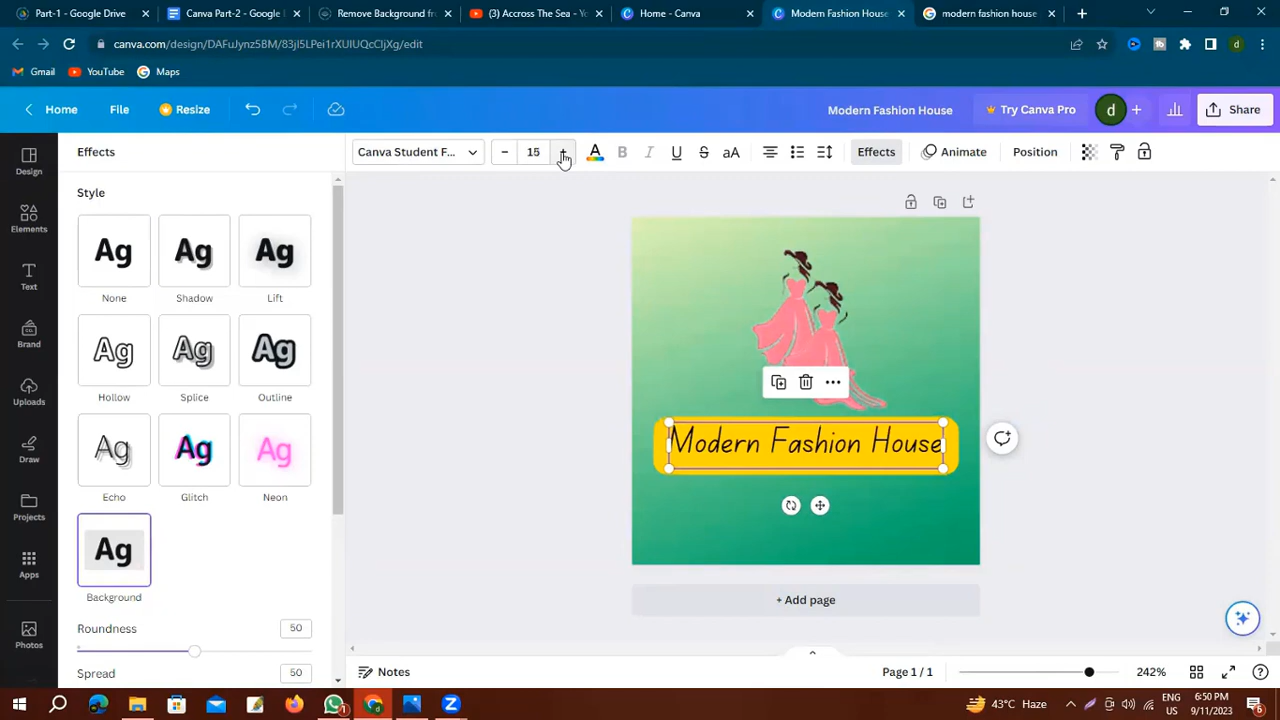 Part-1 - Google Drive
Canva Part-2 - Google
Remove Background fr
(3) Accross The Sea - Yo
Home - Canva
Modern Fashion House
modern fashion house
canva.com/design/DAFuJynz5BM/83jI5LPei1rXUIUQcCIjXg/edit
Gmail
YouTube
Maps
Home
File
Resize
Modern Fashion House
d
Try Canva Pro
Share
Effects
Canva Student F...
15
A
B
I
U
S
aA
Effects
Animate
Position
Design
Elements
Text
Brand
Uploads
Draw
Projects
Apps
Photos
Style
Ag
Ag
Ag
None
Shadow
Lift
Ag
Ag
Ag
Hollow
Splice
Outline
Ag
Ag
Ag
Echo
Glitch
Neon
Ag
Background
Roundness
50
Spread
50
Modern Fashion House
+ Add page
Notes
Page 1 / 1
242%
43°C Haze
ENG
US
6:50 PM
9/11/2023
6